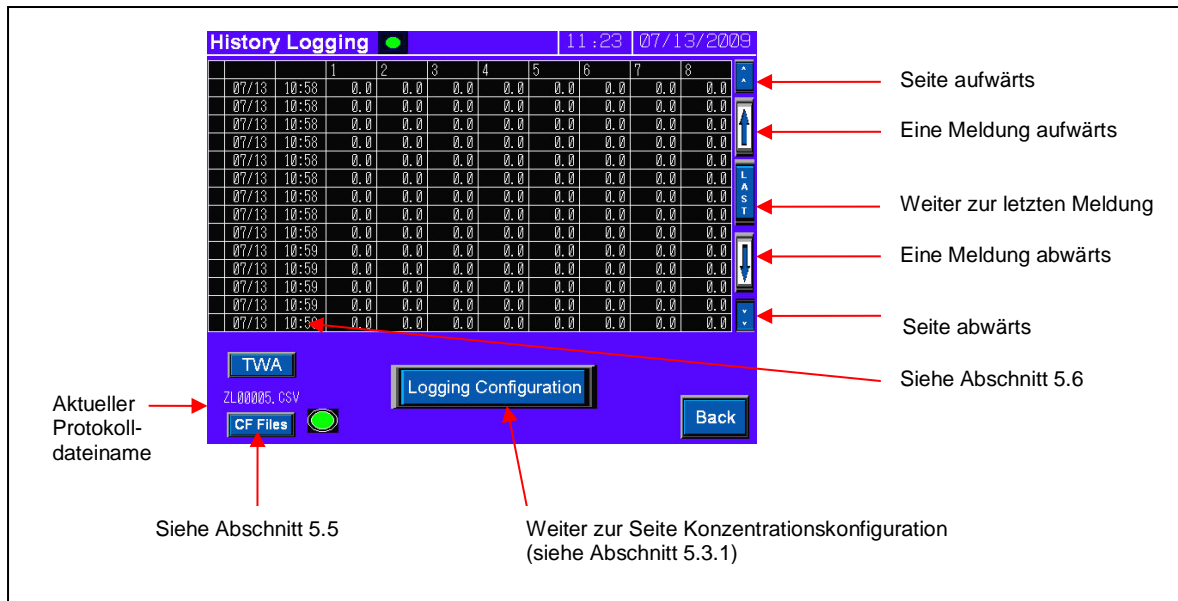 History Logging 11:23 07/13/2009
1 2 3 4 5 6 7 8
07/13 10:58 0.0 0.0 0.0 0.0 0.0 0.0 0.0 0.0
07/13 10:58 0.0 0.0 0.0 0.0 0.0 0.0 0.0 0.0
07/13 10:58 0.0 0.0 0.0 0.0 0.0 0.0 0.0 0.0
07/13 10:58 0.0 0.0 0.0 0.0 0.0 0.0 0.0 0.0
07/13 10:58 0.0 0.0 0.0 0.0 0.0 0.0 0.0 0.0
07/13 10:58 0.0 0.0 0.0 0.0 0.0 0.0 0.0 0.0
07/13 10:58 0.0 0.0 0.0 0.0 0.0 0.0 0.0 0.0
07/13 10:58 0.0 0.0 0.0 0.0 0.0 0.0 0.0 0.0
07/13 10:58 0.0 0.0 0.0 0.0 0.0 0.0 0.0 0.0
07/13 10:59 0.0 0.0 0.0 0.0 0.0 0.0 0.0 0.0
07/13 10:59 0.0 0.0 0.0 0.0 0.0 0.0 0.0 0.0
07/13 10:59 0.0 0.0 0.0 0.0 0.0 0.0 0.0 0.0
07/13 10:59 0.0 0.0 0.0 0.0 0.0 0.0 0.0 0.0
07/13 10:59 0.0 0.0 0.0 0.0 0.0 0.0 0.0 0.0
LAST
Seite aufwärts
Eine Meldung aufwärts
Weiter zur letzten Meldung
Eine Meldung abwärts
Seite abwärts
Siehe Abschnitt 5.6
TWA
Logging Configuration
ZL00005.CSV
CF Files
Back
Aktueller
Protokoll-
dateiname
Siehe Abschnitt 5.5
Weiter zur Seite Konzentrationskonfiguration
(siehe Abschnitt 5.3.1)